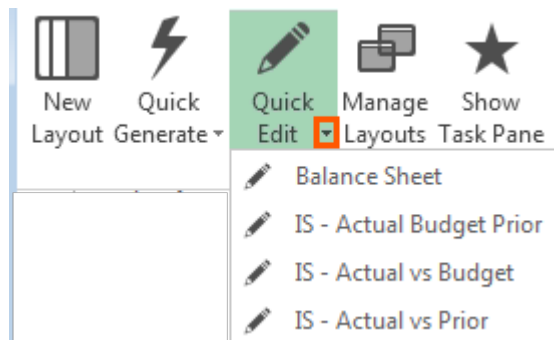 New Quick Quick Manage Show
Layout Generate Edit Layouts Task Pane
Balance Sheet
IS - Actual Budget Prior
IS - Actual vs Budget
IS - Actual vs Prior